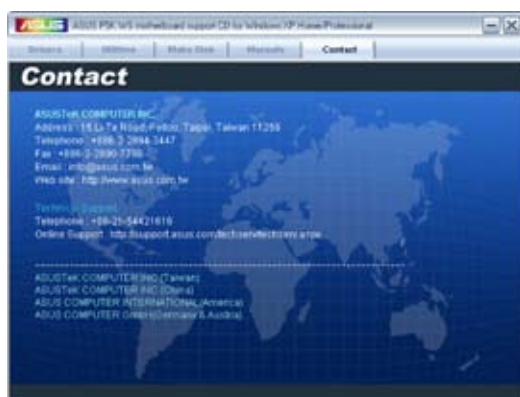 ASUS ASUS P5K WS motherboard support CD for Windows XP Home/Professional
Drivers Utilities Make Disk Manuals Contact
Contact
ASUSTeK COMPUTER INC.
Address : 15 Li-Te Road, Peitou, Taipei, Taiwan 11259
Telephone : +886-2-2894-3447
Fax : +886-2-2890-7798
Email : info@asus.com.tw
Web site : http://www.asus.com.tw
Technical Support
Telephone : +86-21-54421616
Online Support : http://support.asus.com/techserv/techserv.aspx
ASUSTeK COMPUTER INC.(Taiwan)
ASUSTeK COMPUTER INC.(China)
ASUS COMPUTER INTERNATIONAL(America)
ASUS COMPUTER GmbH(Germany & Austria)